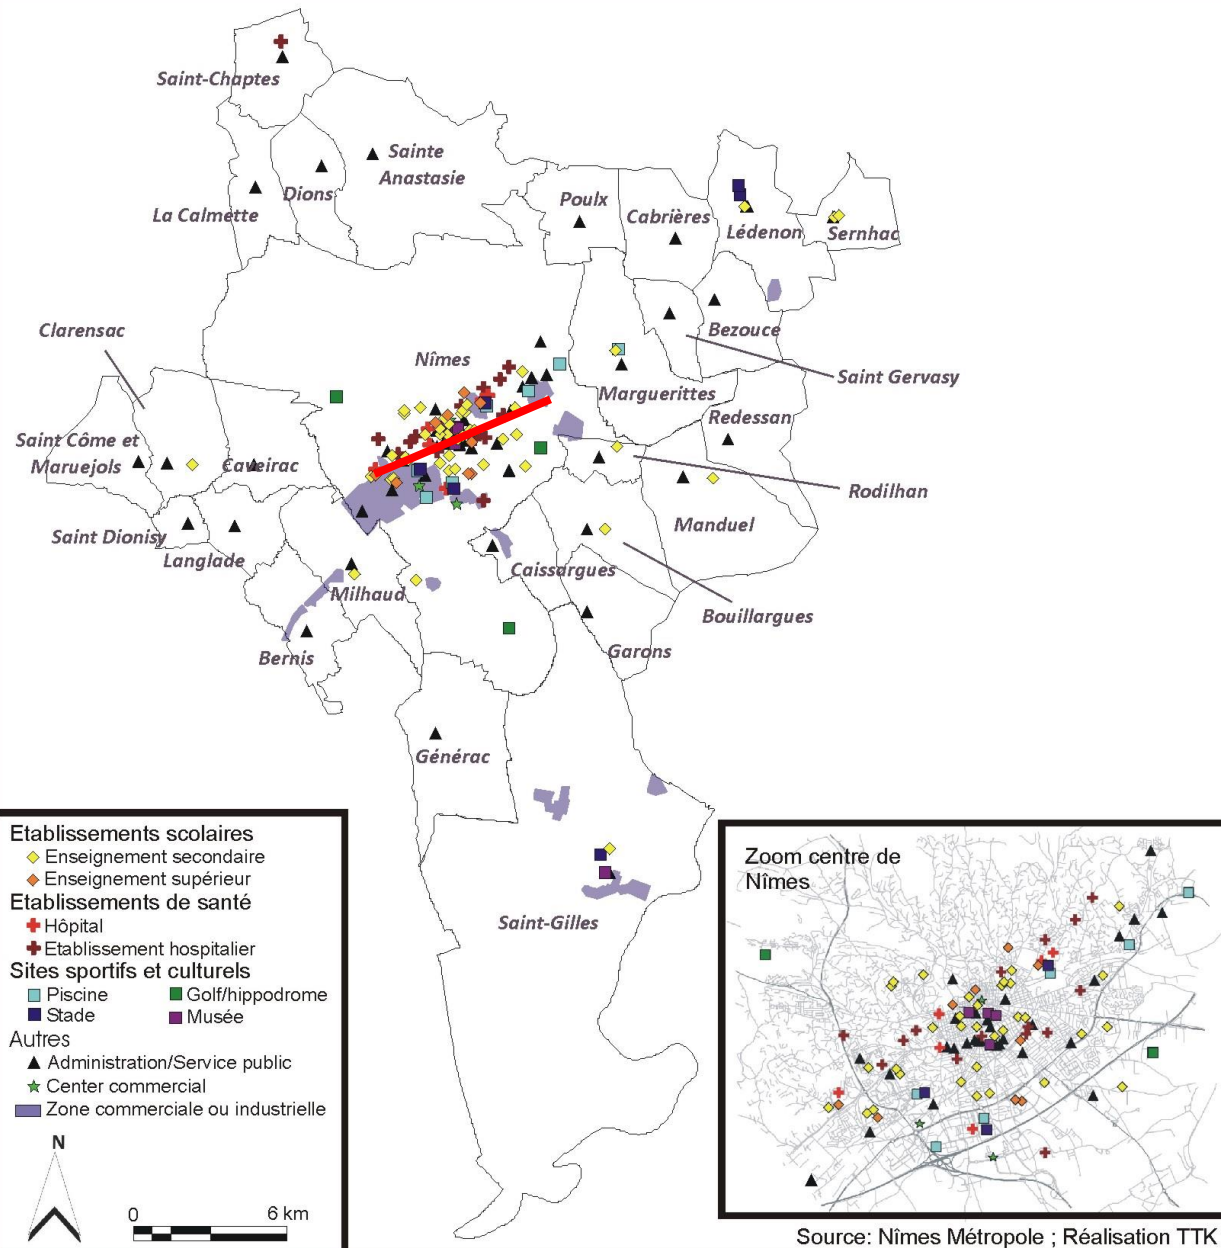 Saint-Chaptes
Sainte
Anastasie
Dions
La Calmette
Poulx
Cabrières
Lédenon
Sernhac
Clarensac
Nîmes
Bezouce
Saint Gervasy
Marguerittes
Redessan
Saint Côme et
Maruejols
Caveirac
Rodilhan
Manduel
Saint Dionisy
Langlade
Caissargues
Milhaud
Bouillargues
Bernis
Garons
Générac
Saint-Gilles
Etablissements scolaires
Enseignement secondaire
Enseignement supérieur
Etablissements de santé
Hôpital
Etablissement hospitalier
Sites sportifs et culturels
Piscine
Golf/hippodrome
Stade
Musée
Autres
Administration/Service public
Center commercial
Zone commerciale ou industrielle
N
0 6 km
Zoom centre de
Nîmes
Source: Nîmes Métropole ; Réalisation TTK